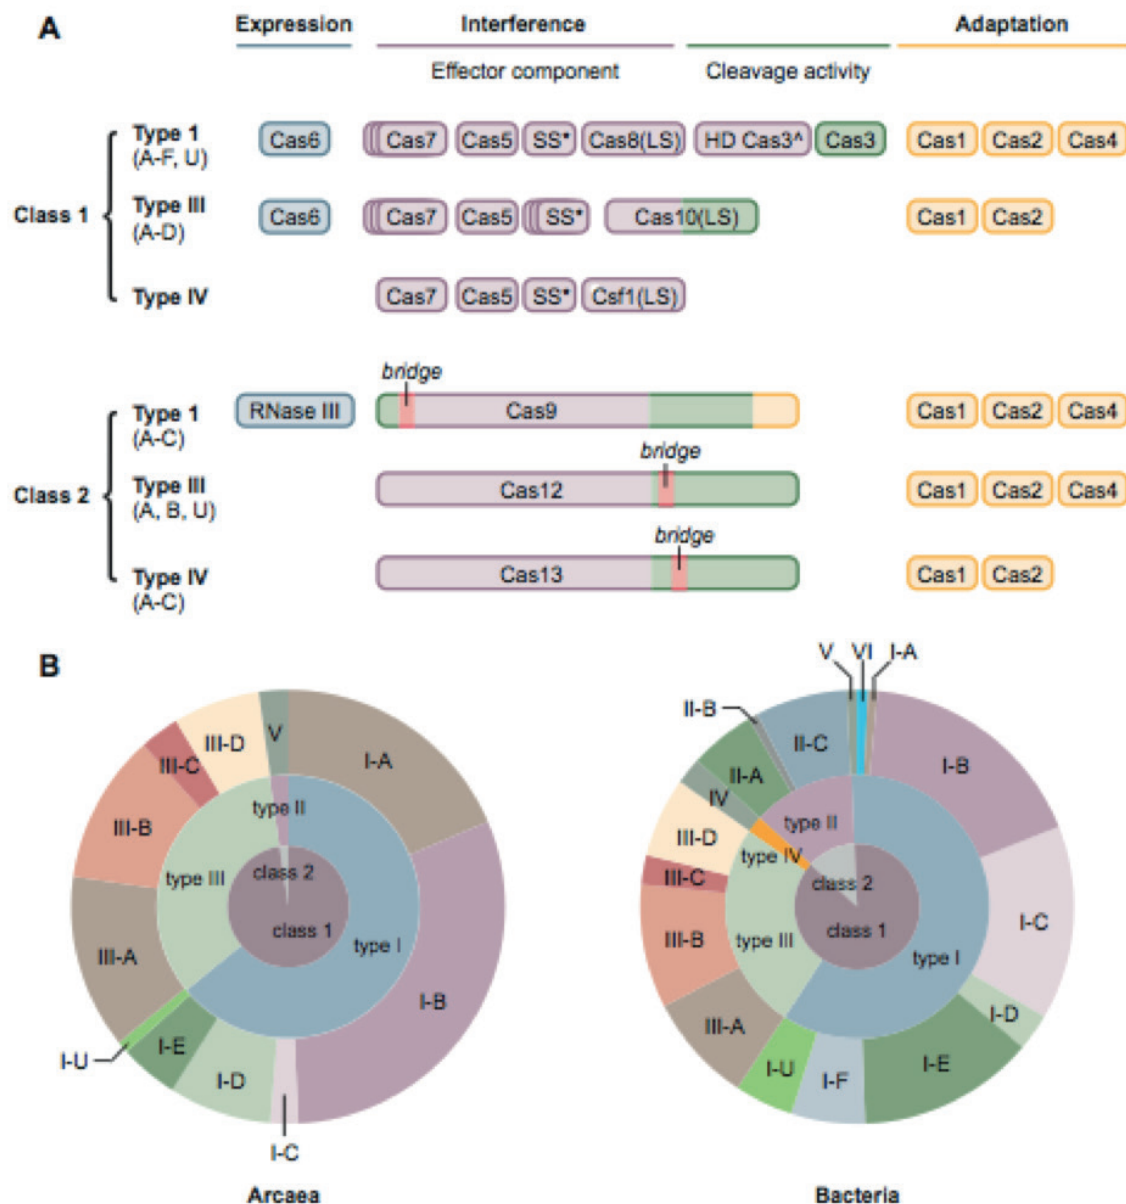 A
Expression Interference Adaptation
Effector component Cleavage activity
Class 1
Type 1 Cas6 Cas7 Cas5 SS* Cas8(LS) HD Cas3^ Cas3 Cas1 Cas2 Cas4
(A-F, U)
Type III Cas6 Cas7 Cas5 SS* Cas10(LS) Cas1 Cas2
(A-D)
Type IV Cas7 Cas5 SS* Csf1(LS)
Class 2
bridge
Type 1 RNase III Cas9 Cas1 Cas2 Cas4
(A-C)
bridge
Type III Cas12 Cas1 Cas2 Cas4
(A, B, U)
bridge
Type IV Cas13 Cas1 Cas2
(A-C)
B
V
I-A
I-B
I-C
I-D
I-E
I-U
III-A
III-B
III-C
III-D
type II
type III
type I
class 2
class 1
Arcaea
V VI I-A
II-B
II-C
I-B
II-A
IV
III-D
III-C
III-B
III-A
I-U
I-F
I-E
I-D
I-C
type II
type IV
type III
type I
class 2
class 1
Bacteria